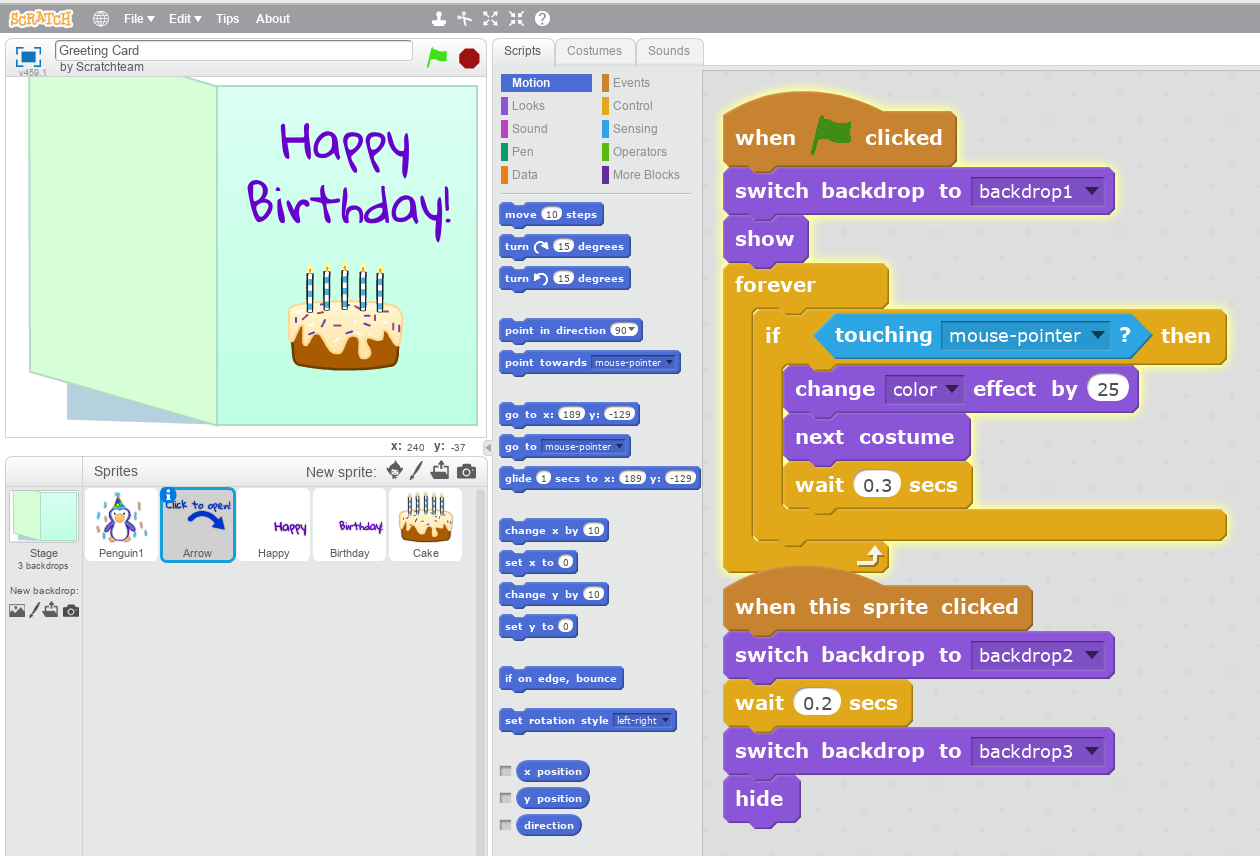 SCRATCH File Edit Tips About
Greeting Card
by Scratchteam
v459.1
Happy
Birthday!
x: 240 y: -37
Sprites New sprite:
Stage
3 backdrops
New backdrop:
Penguin1
Click to open!
Arrow
Happy
Happy
Birthday!
Birthday
Cake
Scripts Costumes Sounds
Motion Events
Looks Control
Sound Sensing
Pen Operators
Data More Blocks
move 10 steps
turn 15 degrees
turn 15 degrees
point in direction 90
point towards mouse-pointer
go to x: 189 y: -129
go to mouse-pointer
glide 1 secs to x: 189 y: -129
change x by 10
set x to 0
change y by 10
set y to 0
if on edge, bounce
set rotation style left-right
x position
y position
direction
when clicked
switch backdrop to backdrop1
show
forever
if touching mouse-pointer ? then
change color effect by 25
next costume
wait 0.3 secs
when this sprite clicked
switch backdrop to backdrop2
wait 0.2 secs
switch backdrop to backdrop3
hide